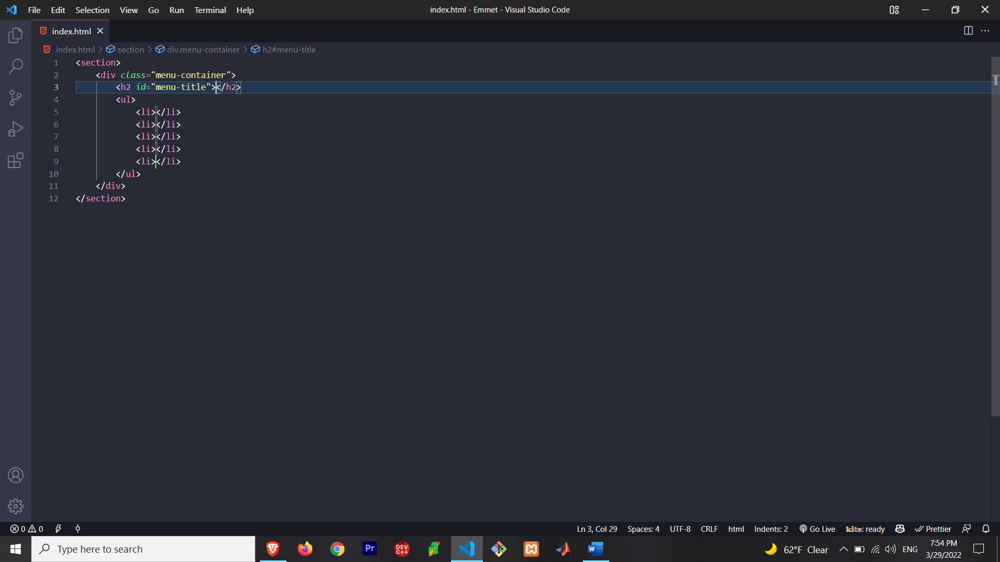 File Edit Selection View Go Run Terminal Help
index.html - Emmet - Visual Studio Code
index.html
index.html > section > div.menu-container > h2#menu-title
1 <section>
2 <div class="menu-container">
3 <h2 id="menu-title"></h2>
4 <ul>
5 <li></li>
6 <li></li>
7 <li></li>
8 <li></li>
9 <li></li>
10 </ul>
11 </div>
12 </section>
0 0 Ln 3, Col 29 Spaces: 4 UTF-8 CRLF html Indents: 2 Go Live kite: ready Prettier
Type here to search
Pr
DEV C++
W
62°F Clear
ENG
7:54 PM
3/29/2022